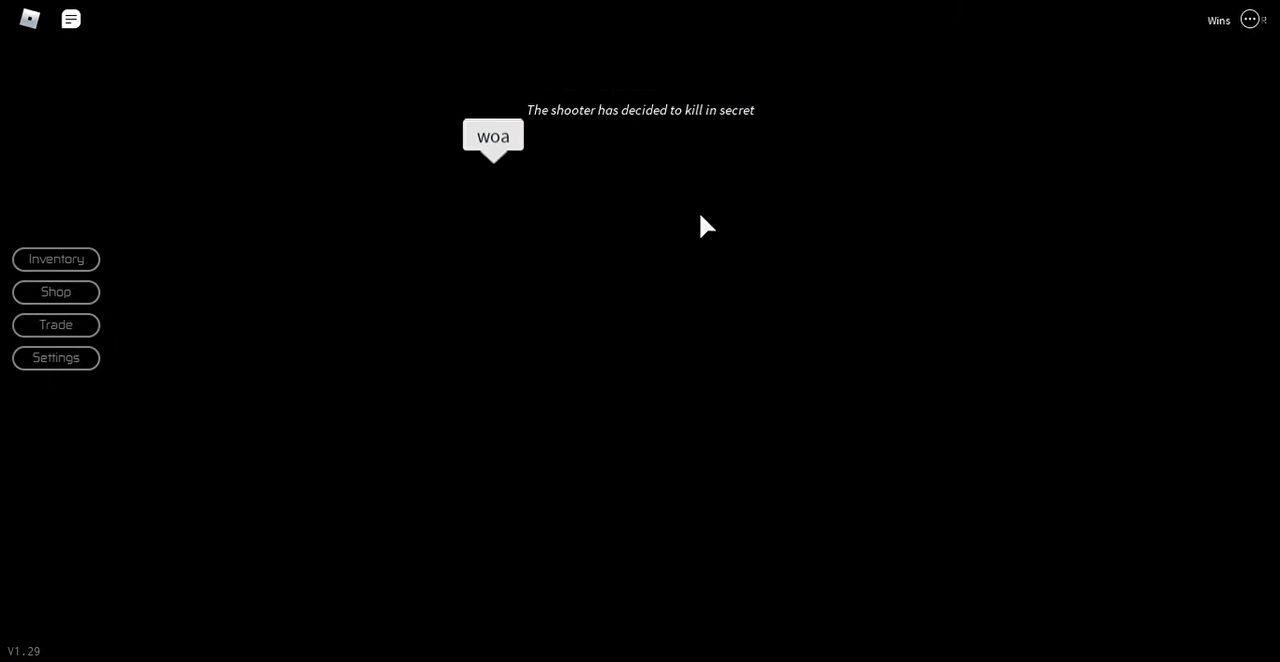 Wins
R
The shooter has decided to kill in secret
woa
Inventory
Shop
Trade
Settings
V1.29